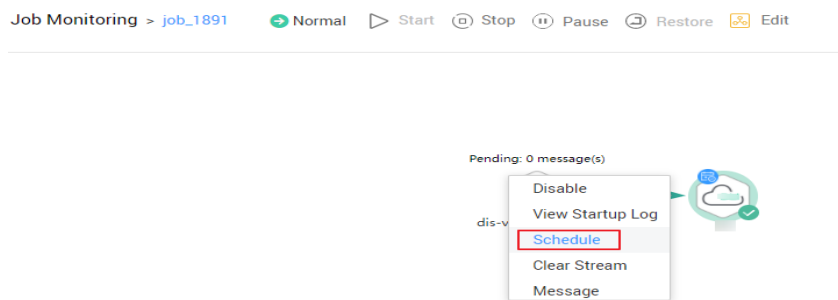 Job Monitoring > job_1891 Normal Start Stop Pause Restore Edit
Pending: 0 message(s)
Disable
View Startup Log
dis-v
Schedule
Clear Stream
Message